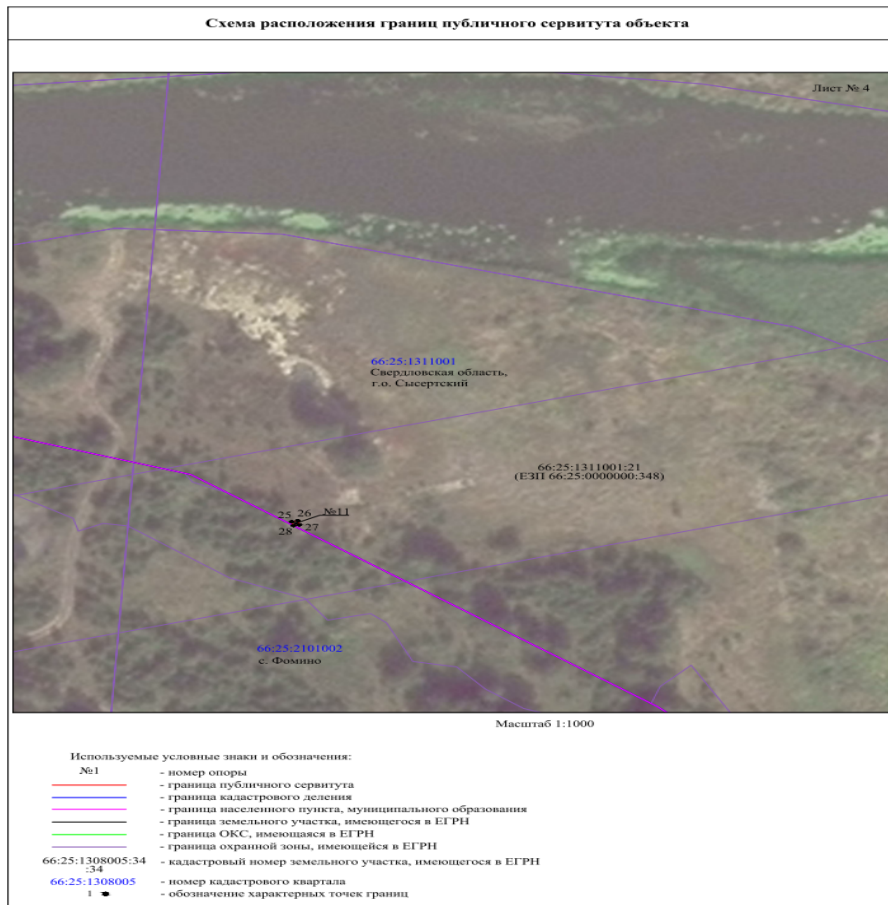 Схема расположения границ публичного сервитута объекта
Лист № 4
66:25:1311001
Свердловская область,
г.о. Сысертский
66:25:1311001:21
(ЕЗП 66:25:0000000:348)
25 26 №11
28 27
66:25:2101002
с. Фомино
Масштаб 1:1000
Используемые условные знаки и обозначения:
№1 - номер опоры
- граница публичного сервитута
- граница кадастрового деления
- граница населенного пункта, муниципального образования
- граница земельного участка, имеющегося в ЕГРН
- граница ОКС, имеющаяся в ЕГРН
- граница охранной зоны, имеющейся в ЕГРН
66:25:1308005:34
:34 - кадастровый номер земельного участка, имеющегося в ЕГРН
66:25:1308005 - номер кадастрового квартала
1 - обозначение характерных точек границ